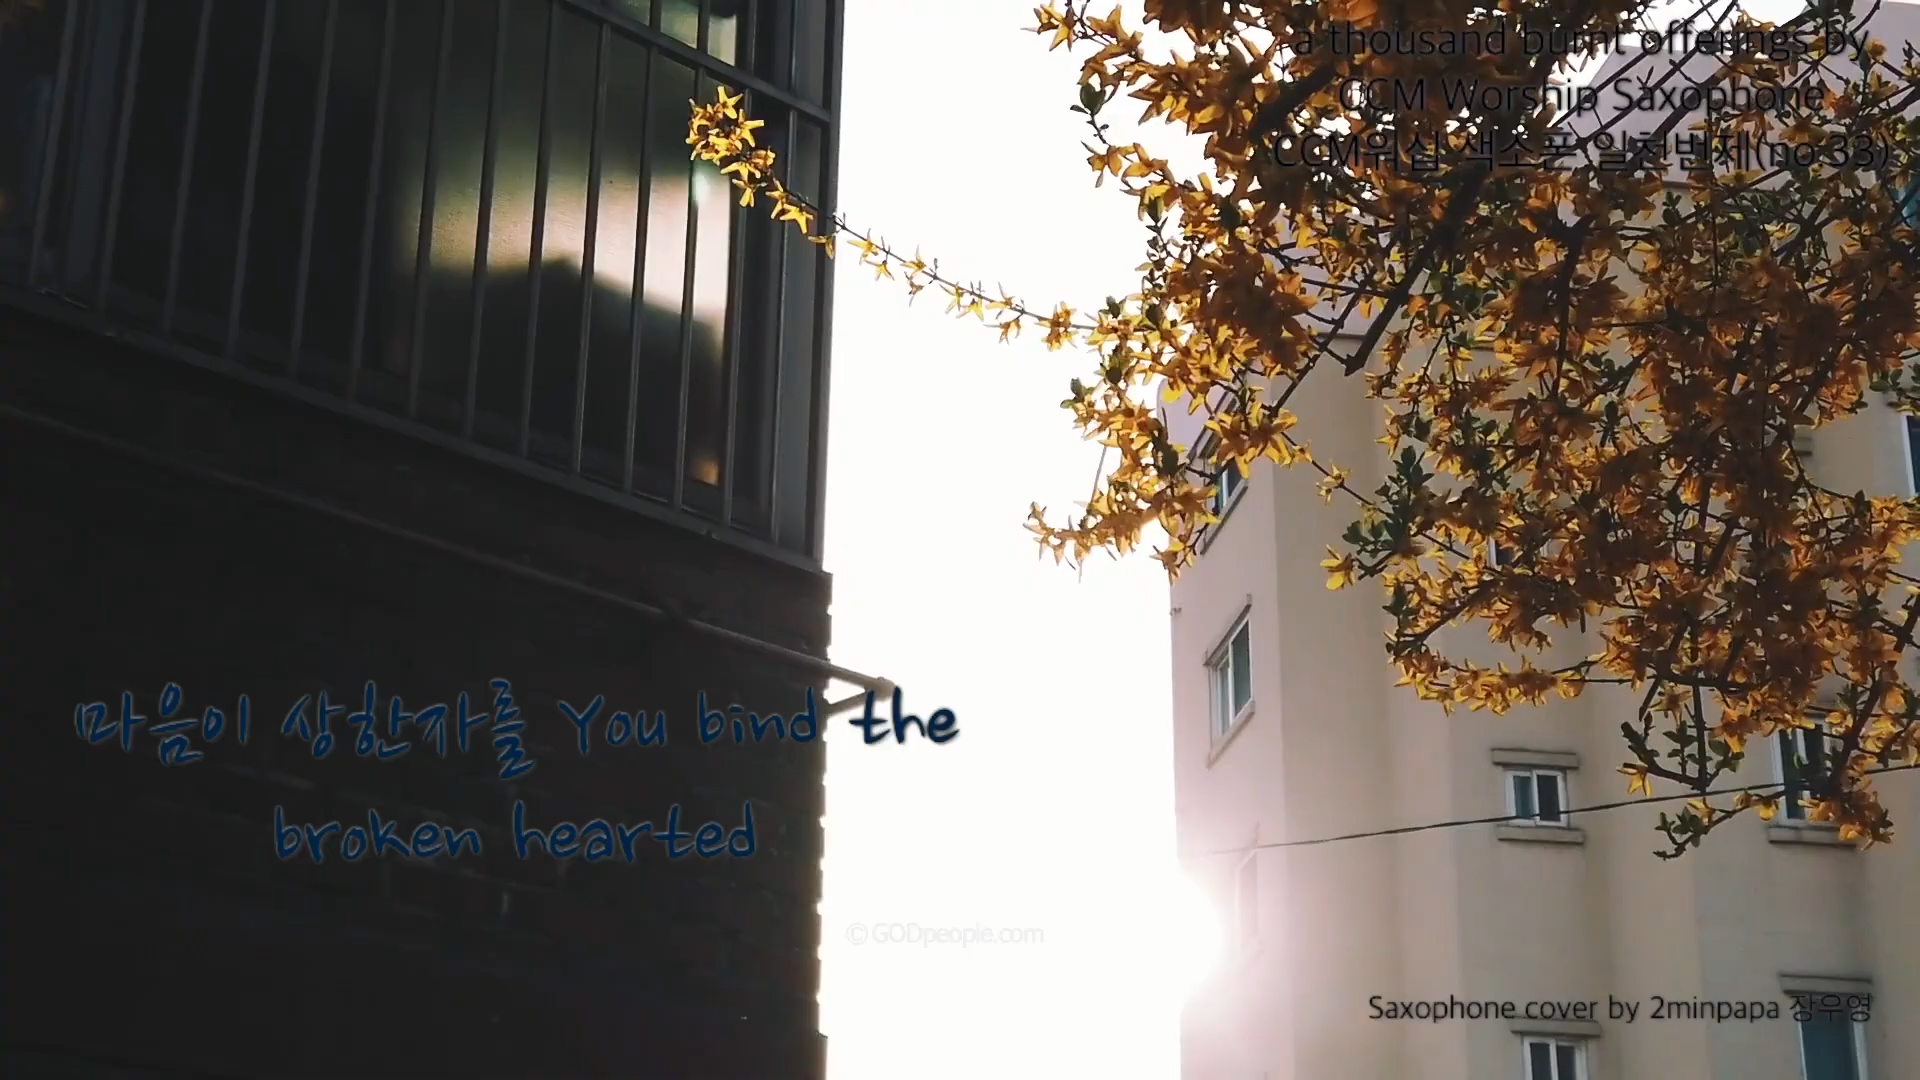 a thousand burnt offerings by
CCM Worship Saxophone
CCM워십 색소폰 일천번제(no.33)
마음이 상한자를 You bind the
broken hearted
© GODpeople.com
Saxophone cover by 2minpapa 장우영